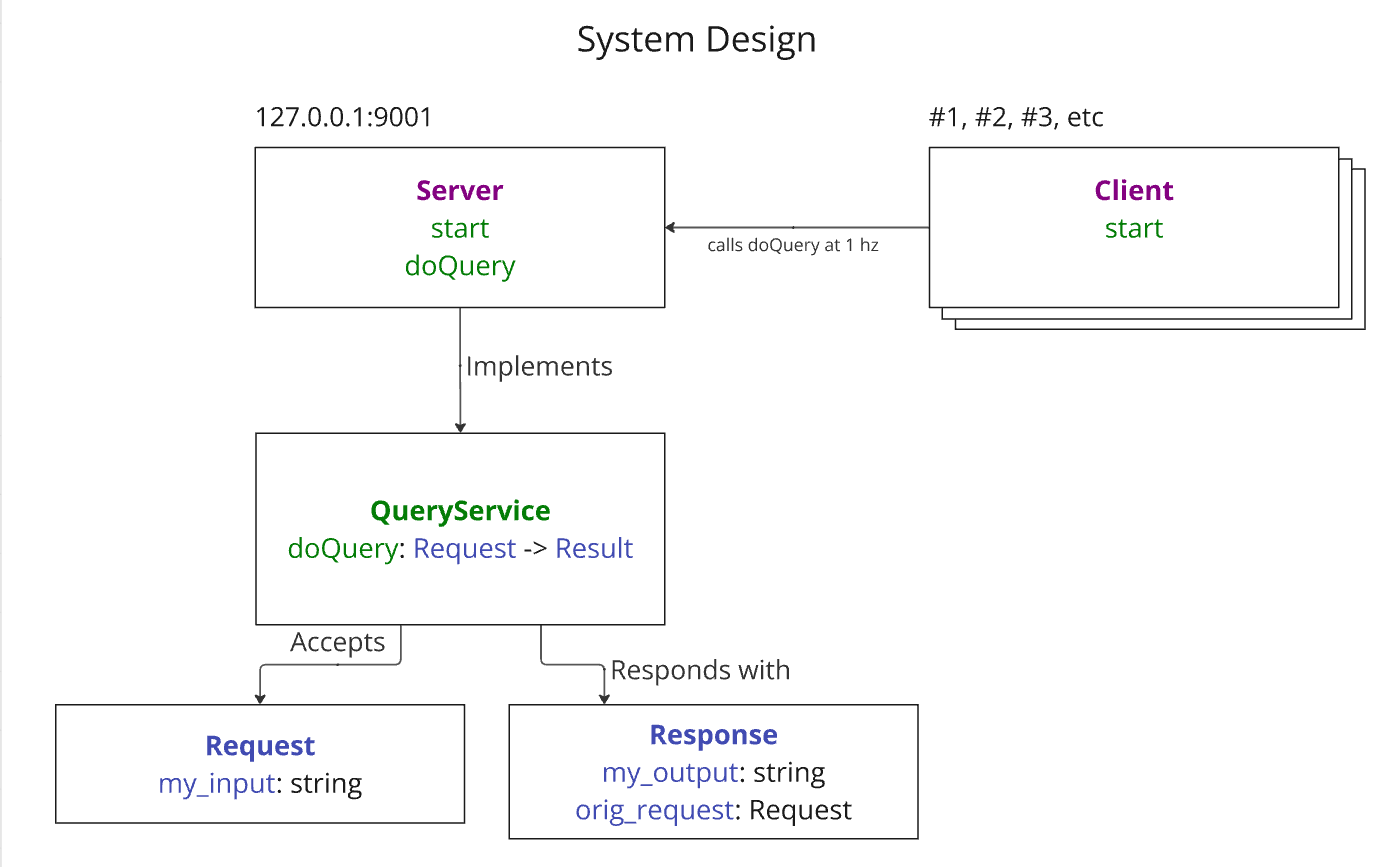 System Design
127.0.0.1:9001
#1, #2, #3, etc
Server
start
doQuery
Client
start
calls doQuery at 1 hz
Implements
QueryService
doQuery: Request -> Result
Accepts
Responds with
Request
my_input: string
Response
my_output: string
orig_request: Request